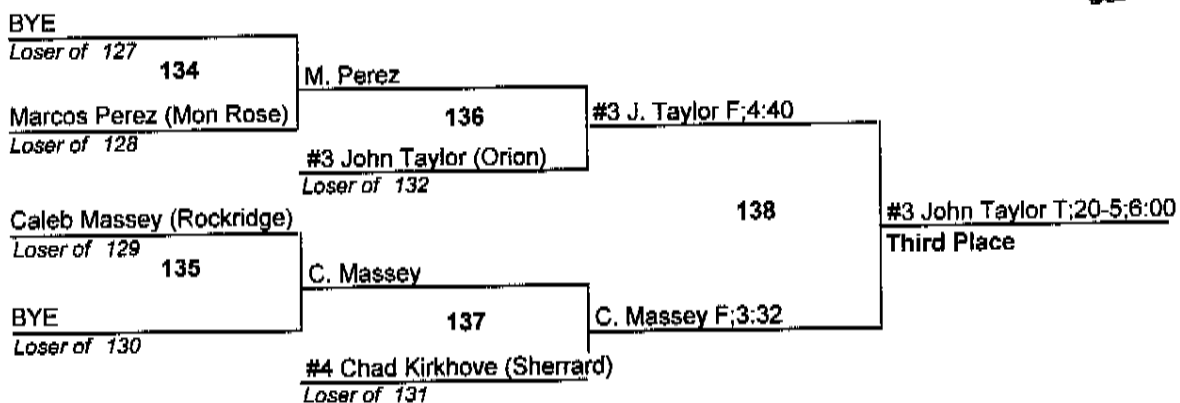 BYE
Loser of 127
134
M. Perez
Marcos Perez (Mon Rose)
Loser of 128
136
#3 J. Taylor F;4:40
#3 John Taylor (Orion)
Loser of 132
138
#3 John Taylor T;20-5;6:00
Third Place
Caleb Massey (Rockridge)
Loser of 129
135
C. Massey
BYE
Loser of 130
137
C. Massey F;3:32
#4 Chad Kirkhove (Sherrard)
Loser of 131